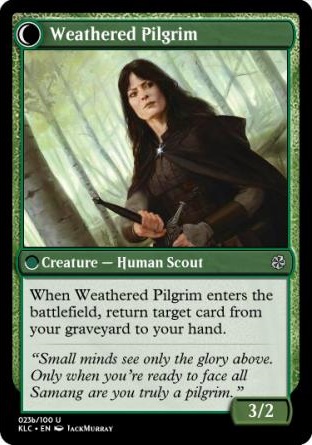 Weathered Pilgrim
Creature — Human Scout
When Weathered Pilgrim enters the
battlefield, return target card from
your graveyard to your hand.
“Small minds see only the glory above.
Only when you're ready to face all
Samang are you truly a pilgrim.”
3/2
023b/100 U
KLC • EN JackMurray